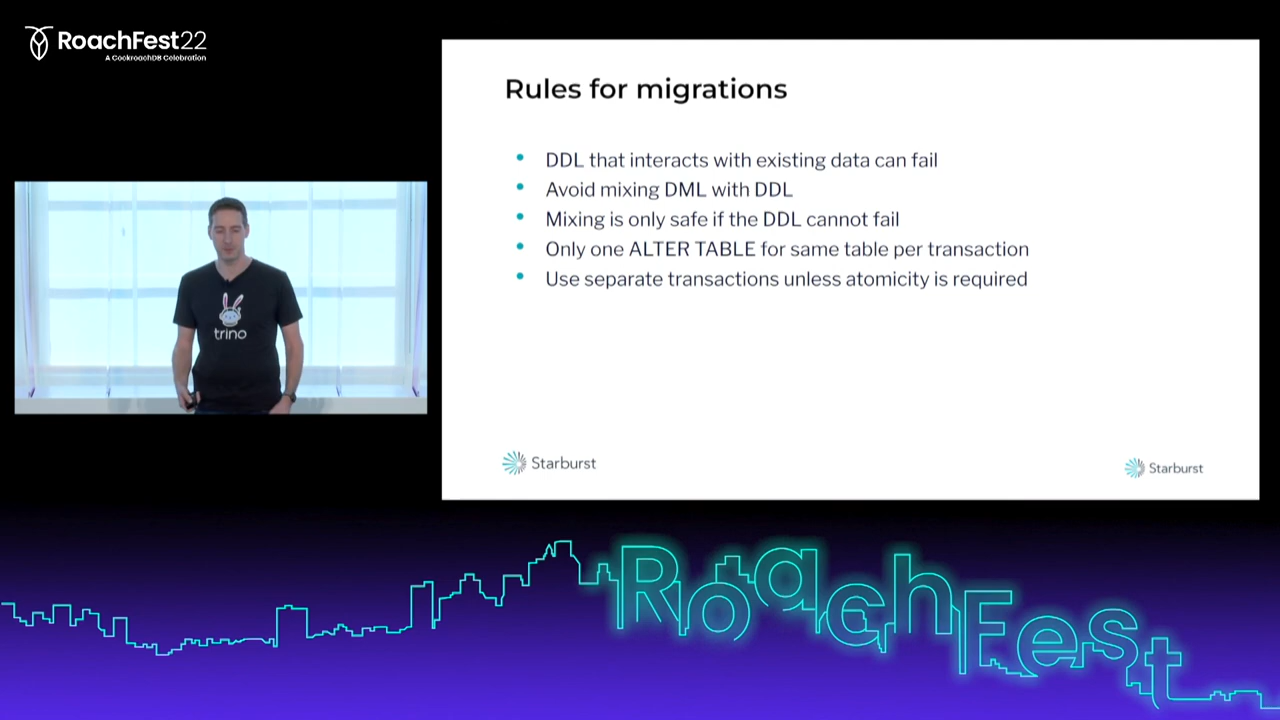 RoachFest22
A CockroachDB Celebration
Rules for migrations
• DDL that interacts with existing data can fail
• Avoid mixing DML with DDL
• Mixing is only safe if the DDL cannot fail
• Only one ALTER TABLE for same table per transaction
• Use separate transactions unless atomicity is required
trino
Starburst
Starburst
RoachFest